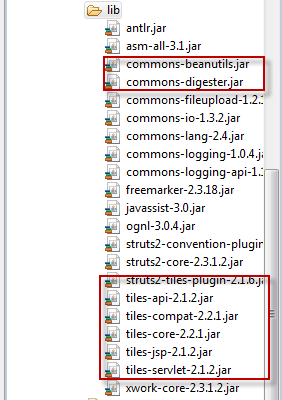 lib
antlr.jar
asm-all-3.1.jar
commons-beanutils.jar
commons-digester.jar
commons-fileupload-1.2.
commons-io-1.3.2.jar
commons-lang-2.4.jar
commons-logging-1.0.4.ja
commons-logging-api-1.
freemarker-2.3.18.jar
javassist-3.0.jar
ognl-3.0.4.jar
struts2-convention-plugin
struts2-core-2.3.1.2.jar
struts2-tiles-plugin-2.1.6.ja
tiles-api-2.1.2.jar
tiles-compat-2.2.1.jar
tiles-core-2.2.1.jar
tiles-jsp-2.1.2.jar
tiles-servlet-2.1.2.jar
xwork-core-2.3.1.2.jar